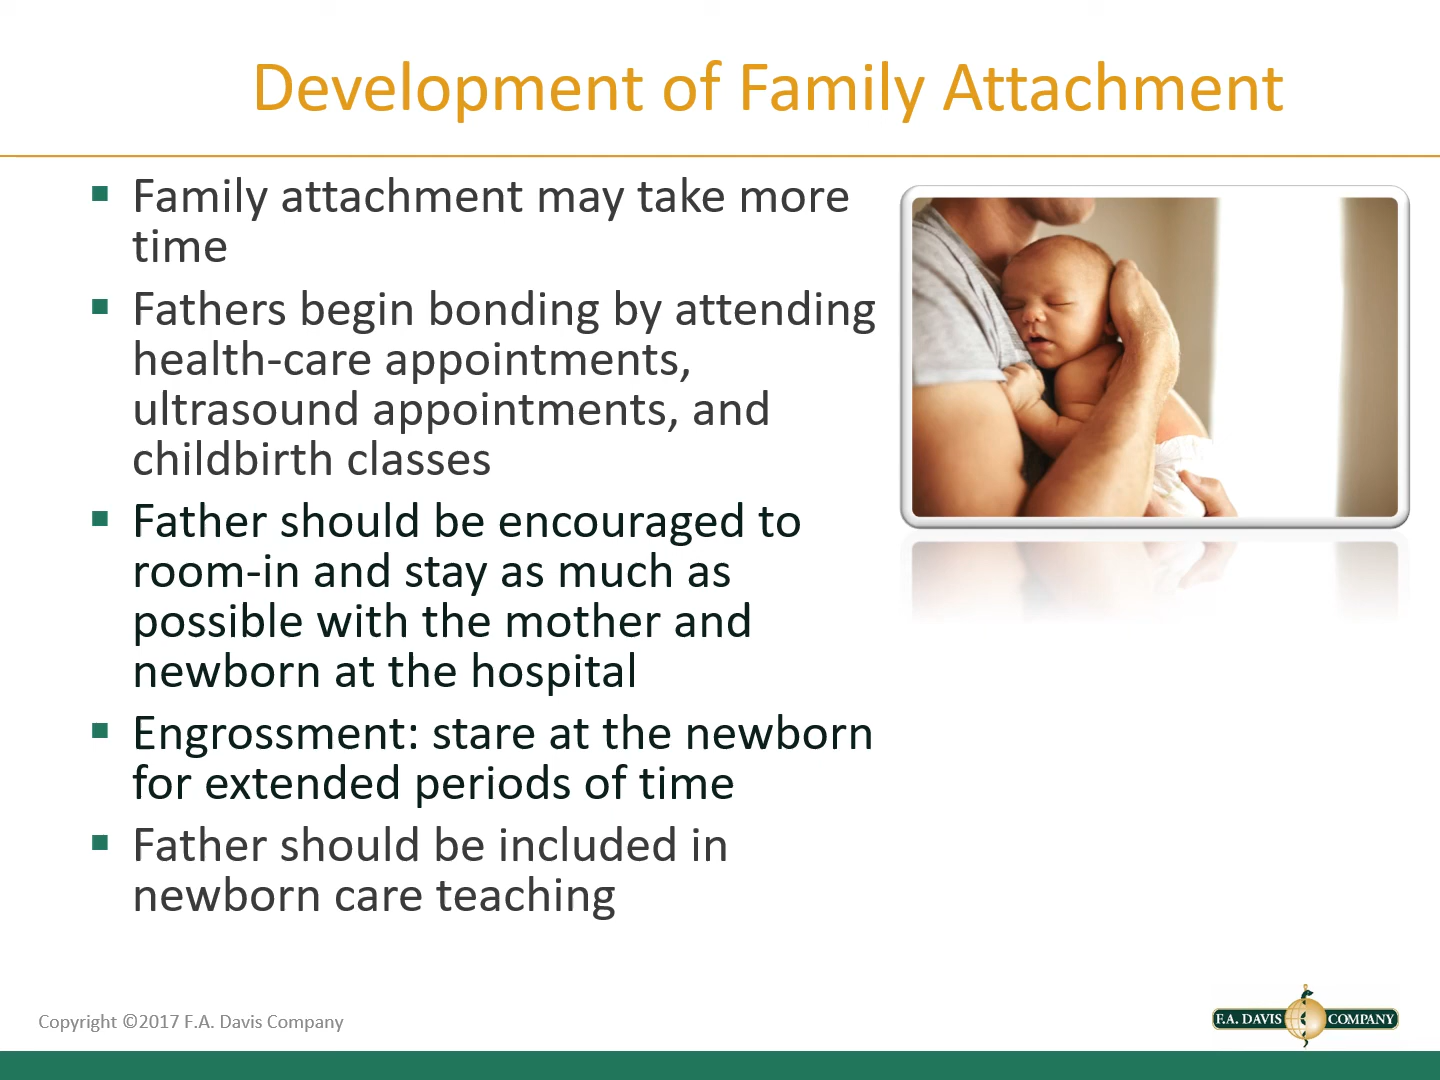 Development of Family Attachment
▪ Family attachment may take more
time
▪ Fathers begin bonding by attending
health-care appointments,
ultrasound appointments, and
childbirth classes
▪ Father should be encouraged to
room-in and stay as much as
possible with the mother and
newborn at the hospital
▪ Engrossment: stare at the newborn
for extended periods of time
▪ Father should be included in
newborn care teaching
Copyright ©2017 F.A. Davis Company
F.A. DAVIS COMPANY